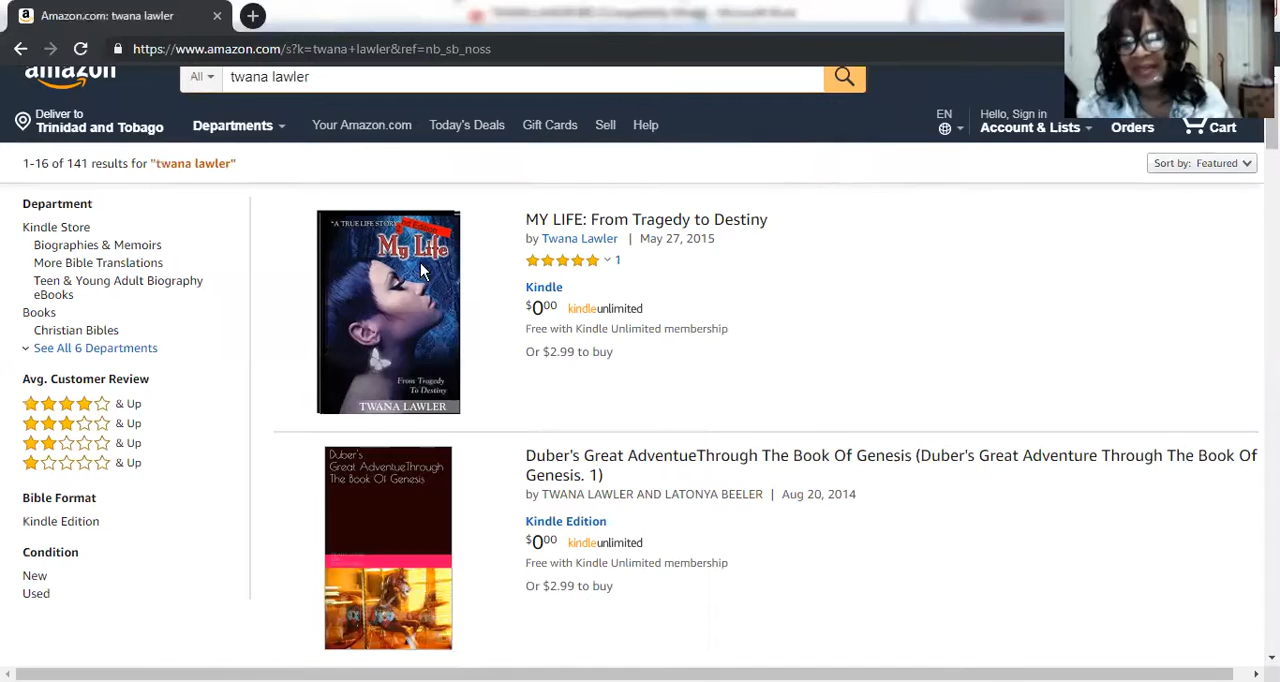 Amazon.com: twana lawler
https://www.amazon.com/s?k=twana+lawler&ref=nb_sb_noss
amazon
All
twana lawler
Deliver to
Trinidad and Tobago
Departments
Your Amazon.com
Today's Deals
Gift Cards
Sell
Help
EN
Hello, Sign in
Account & Lists
Orders
Cart
1-16 of 141 results for "twana lawler"
Sort by: Featured
Department
Kindle Store
Biographies & Memoirs
More Bible Translations
Teen & Young Adult Biography
eBooks
Books
Christian Bibles
See All 6 Departments
Avg. Customer Review
& Up
& Up
& Up
& Up
Bible Format
Kindle Edition
Condition
New
Used
"A TRUE LIFE STORY"
My Life
From Tragedy
To Destiny
TWANA LAWLER
MY LIFE: From Tragedy to Destiny
by Twana Lawler | May 27, 2015
1
Kindle
$000 kindleunlimited
Free with Kindle Unlimited membership
Or $2.99 to buy
Duber's
Great AdventueThrough
The Book Of Genesis
Duber's Great AdventueThrough The Book Of Genesis (Duber's Great Adventure Through The Book Of
Genesis. 1)
by TWANA LAWLER AND LATONYA BEELER | Aug 20, 2014
Kindle Edition
$000 kindleunlimited
Free with Kindle Unlimited membership
Or $2.99 to buy